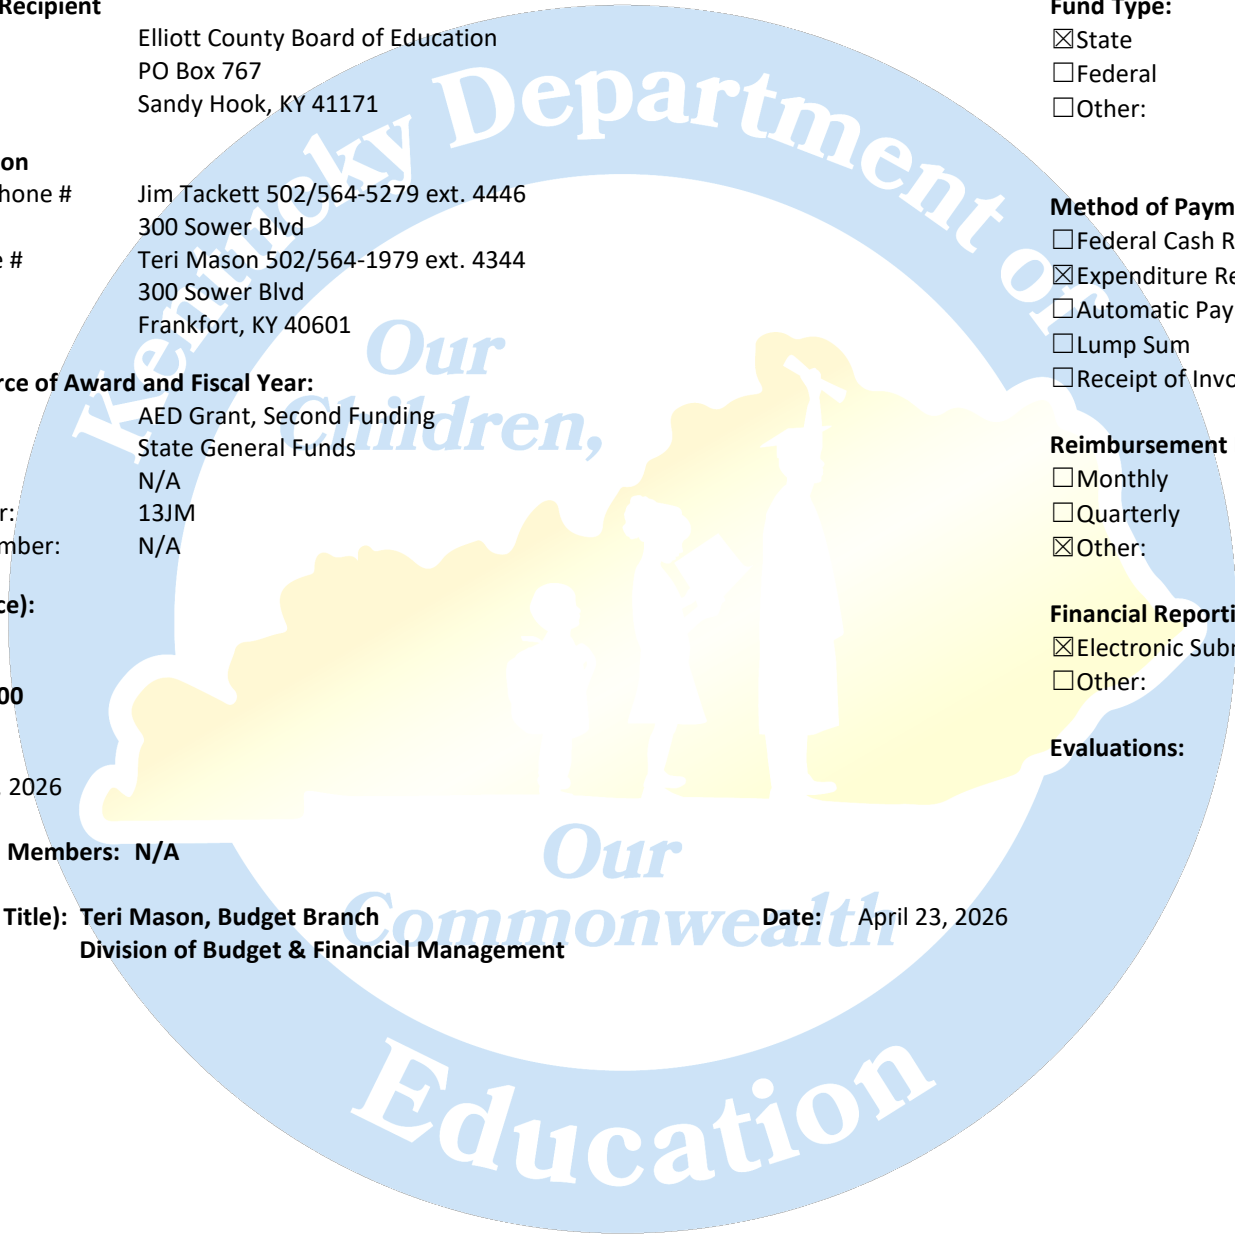 Recipient
Elliott County Board of Education
PO Box 767
Sandy Hook, KY 41171
on
hone # Jim Tackett 502/564-5279 ext. 4446
300 Sower Blvd
e # Teri Mason 502/564-1979 ext. 4344
300 Sower Blvd
Frankfort, KY 40601
rce of Award and Fiscal Year:
AED Grant, Second Funding
State General Funds
N/A
r: 13JM
mber: N/A
ce):
00
, 2026
Members: N/A
Title): Teri Mason, Budget Branch Date: April 23, 2026
Division of Budget & Financial Management
Fund Type:
☒State
☐Federal
☐Other:
Method of Paym
☐Federal Cash R
☒Expenditure Re
☐Automatic Pay
☐Lump Sum
☐Receipt of Invo
Reimbursement
☐Monthly
☐Quarterly
☒Other:
Financial Reporti
☒Electronic Subr
☐Other:
Evaluations:
Kentucky Department of
Education
Our
Children,
Our
Commonwealth